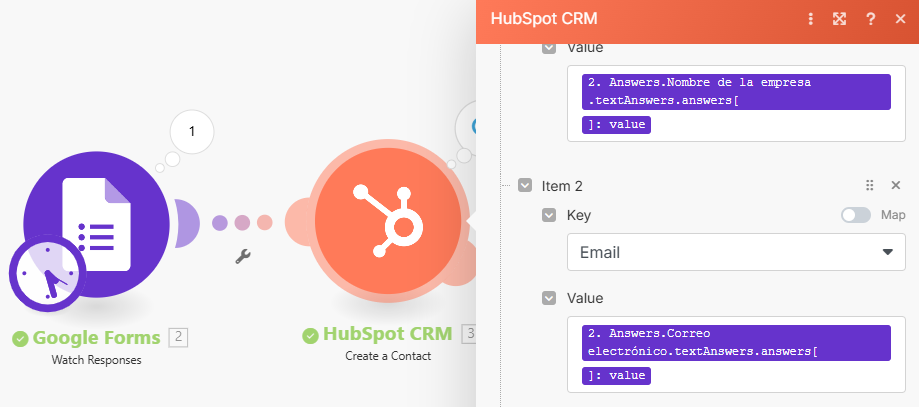 HubSpot CRM
?
Value
2. Answers.Nombre de la empresa
.textAnswers.answers[
]: value
1
Item 2
Key
Map
Email
Value
2. Answers.Correo
electrónico.textAnswers.answers[
]: value
Google Forms 2
Watch Responses
HubSpot CRM 3
Create a Contact